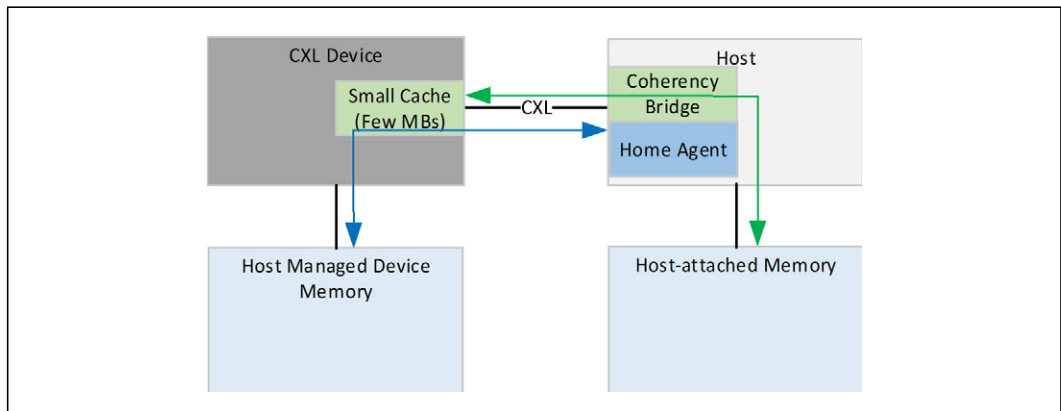 CXL Device
Host
Small Cache
(Few MBs)
CXL
Coherency
Bridge
Home Agent
Host Managed Device
Memory
Host-attached Memory